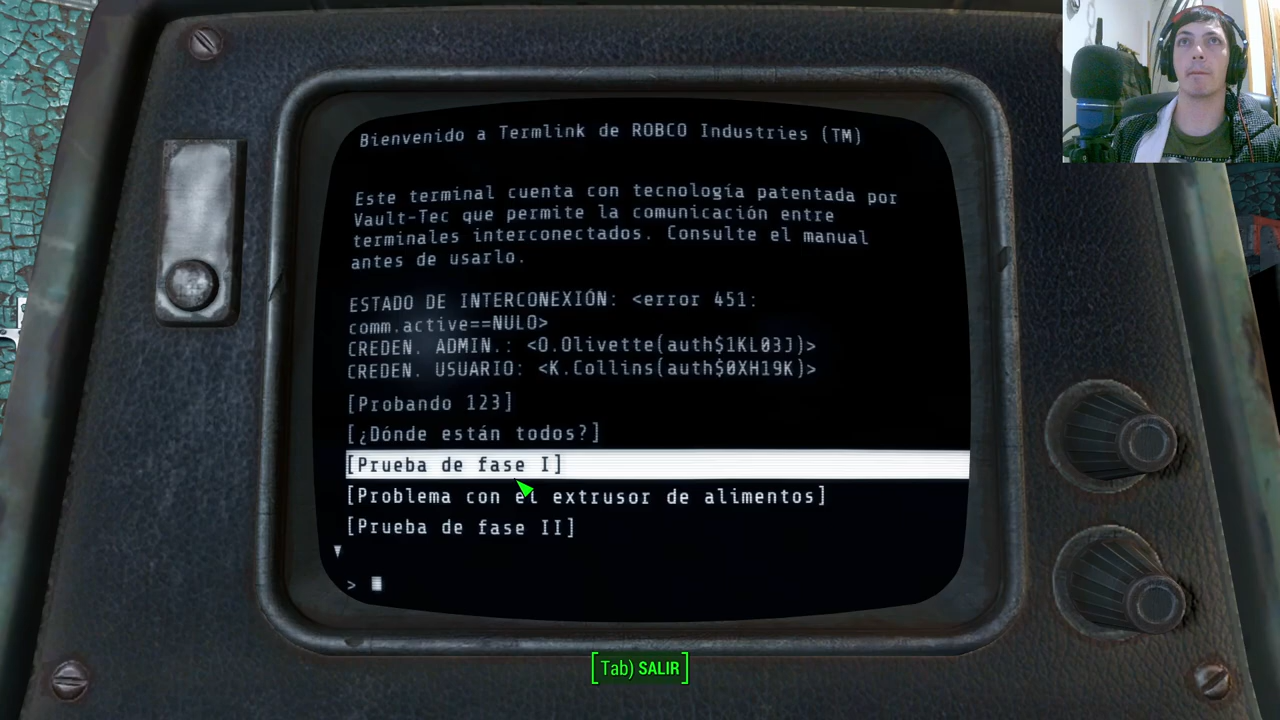 Bienvenido a Termlink de ROBCO Industries (TM)
Este terminal cuenta con tecnología patentada por
Vault-Tec que permite la comunicación entre
terminales interconectados. Consulte el manual
antes de usarlo.
ESTADO DE INTERCONEXIÓN: <error 451:
comm.active==NULO>
CREDEN. ADMIN.: <O.Olivette(auth$1KL03J)>
CREDEN. USUARIO: <K.Collins(auth$0XH19K)>
[Probando 123]
[¿Dónde están todos?]
[Prueba de fase I]
[Problema con el extrusor de alimentos]
[Prueba de fase II]
>
[Tab) SALIR]